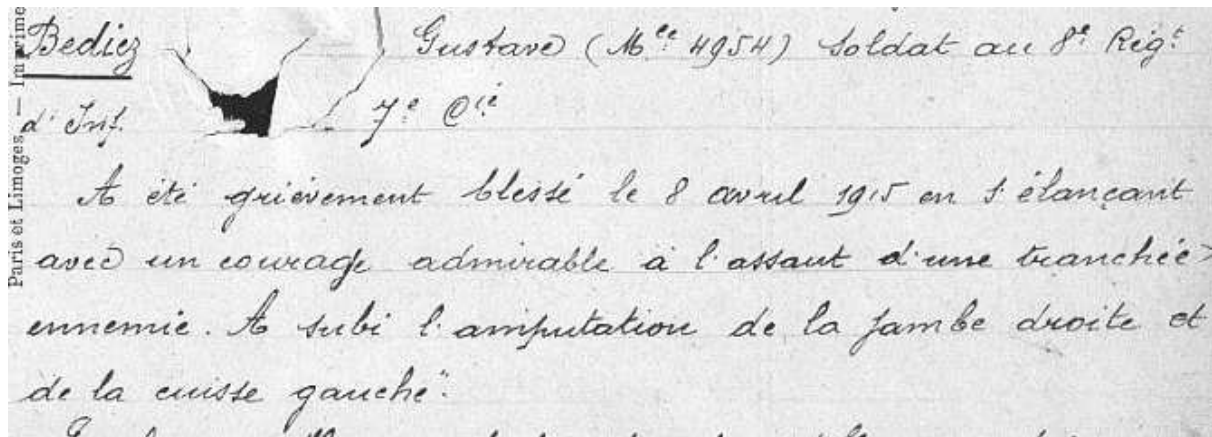 Bediez Gustave (Mle 4954) Soldat au 8e Régt
d'Inf. 7e Cie
A été grièvement blessé le 8 avril 1915 en s'élançant
avec un courage admirable à l'assaut d'une tranchée
ennemie. A subi l'amputation de la jambe droite et
de la cuisse gauche".
Paris et Limoges. — Imprime